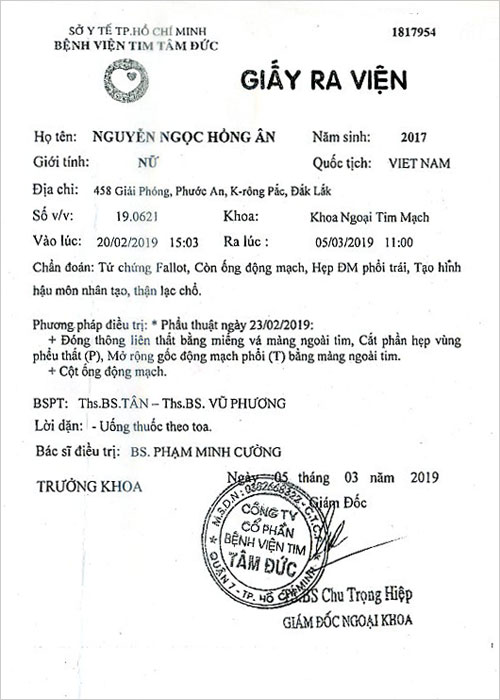 SỞ Y TẾ TP.HỒ CHÍ MINH
BỆNH VIỆN TIM TÂM ĐỨC
1817954
GIẤY RA VIỆN
Họ tên: NGUYỄN NGỌC HỒNG ÂN Năm sinh: 2017
Giới tính: NỮ Quốc tịch: VIET NAM
Địa chỉ: 458 Giải Phóng, Phước An, K-rông Pắc, Đắk Lắk
Số v/v: 19.0621 Khoa: Khoa Ngoại Tim Mạch
Vào lúc: 20/02/2019 15:03 Ra lúc : 05/03/2019 11:00
Chẩn đoán: Tứ chứng Fallot, Còn ống động mạch, Hẹp ĐM phổi trái, Tạo hình
hậu môn nhân tạo, thận lạc chỗ.
Phương pháp điều trị: * Phẫu thuật ngày 23/02/2019:
+ Đóng thông liên thất bằng miếng vá màng ngoài tim, Cắt phần hẹp vùng
phễu thất (P), Mở rộng gốc động mạch phổi (T) bằng màng ngoài tim.
+ Cột ống động mạch.
BSPT: Ths.BS.TÂN – Ths.BS. VŨ PHƯƠNG
Lời dặn: - Uống thuốc theo toa.
Bác sĩ điều trị: BS. PHẠM MINH CƯỜNG
Ngày 05 tháng 03 năm 2019
TRƯỞNG KHOA
Giám Đốc
M.S.D.N: 0302668322 - C.T.C.P
CÔNG TY
CỔ PHẦN
BỆNH VIỆN TIM
TÂM ĐỨC
QUẬN 7 - TP. HỒ CHÍ MINH
BS Chu Trọng Hiệp
GIÁM ĐỐC NGOẠI KHOA